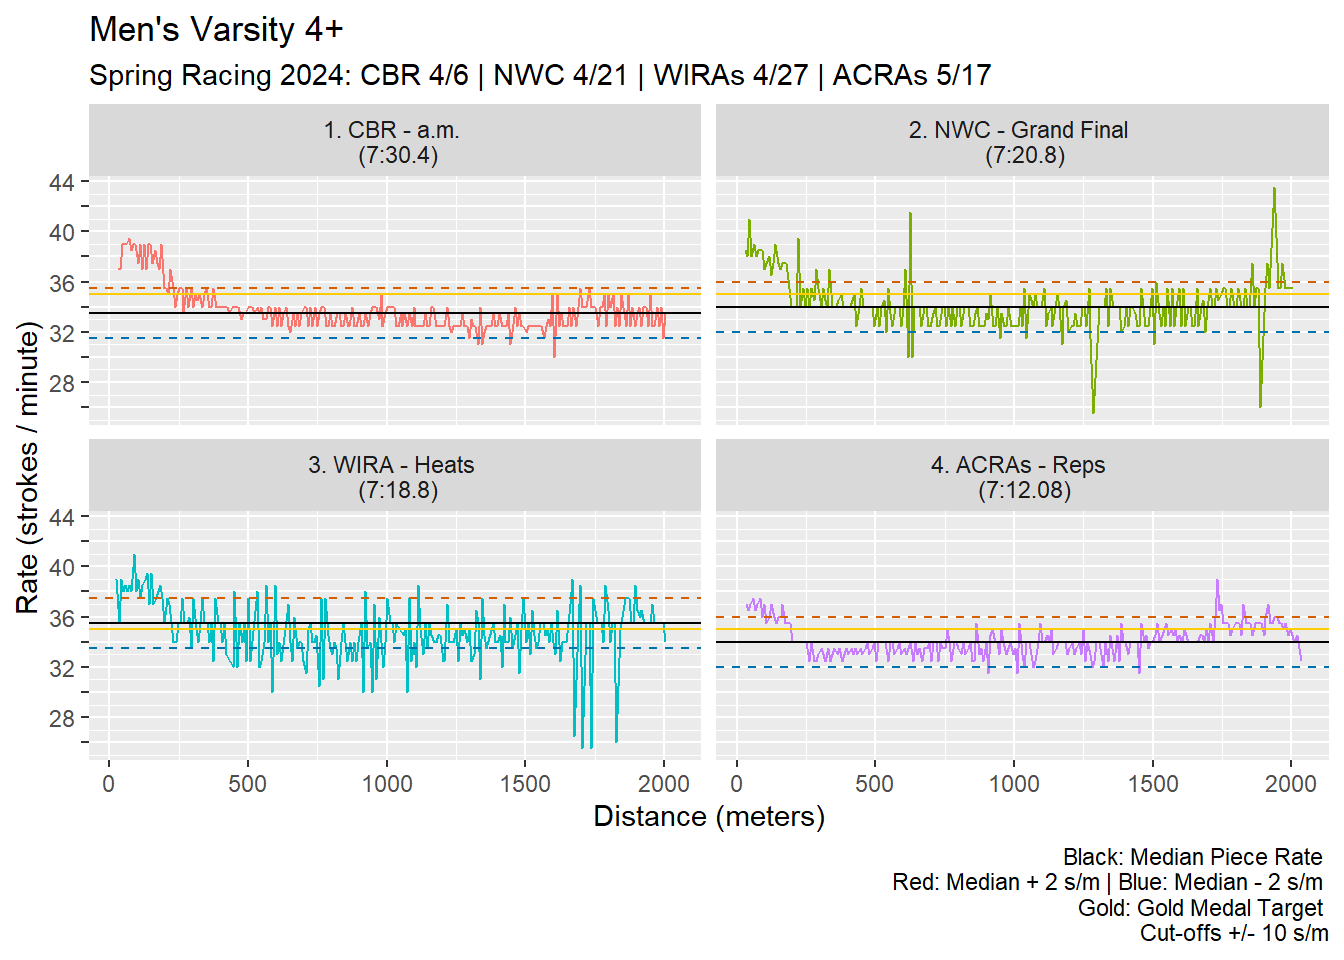 Men's Varsity 4+
Spring Racing 2024: CBR 4/6 | NWC 4/21 | WIRAs 4/27 | ACRAs 5/17
1. CBR - a.m.
(7:30.4)
2. NWC - Grand Final
(7:20.8)
44
40
36
32
28
3. WIRA - Heats
(7:18.8)
4. ACRAs - Reps
(7:12.08)
44
40
36
32
28
Rate (strokes / minute)
0 500 1000 1500 2000
0 500 1000 1500 2000
Distance (meters)
Black: Median Piece Rate
Red: Median + 2 s/m | Blue: Median - 2 s/m
Gold: Gold Medal Target
Cut-offs +/- 10 s/m